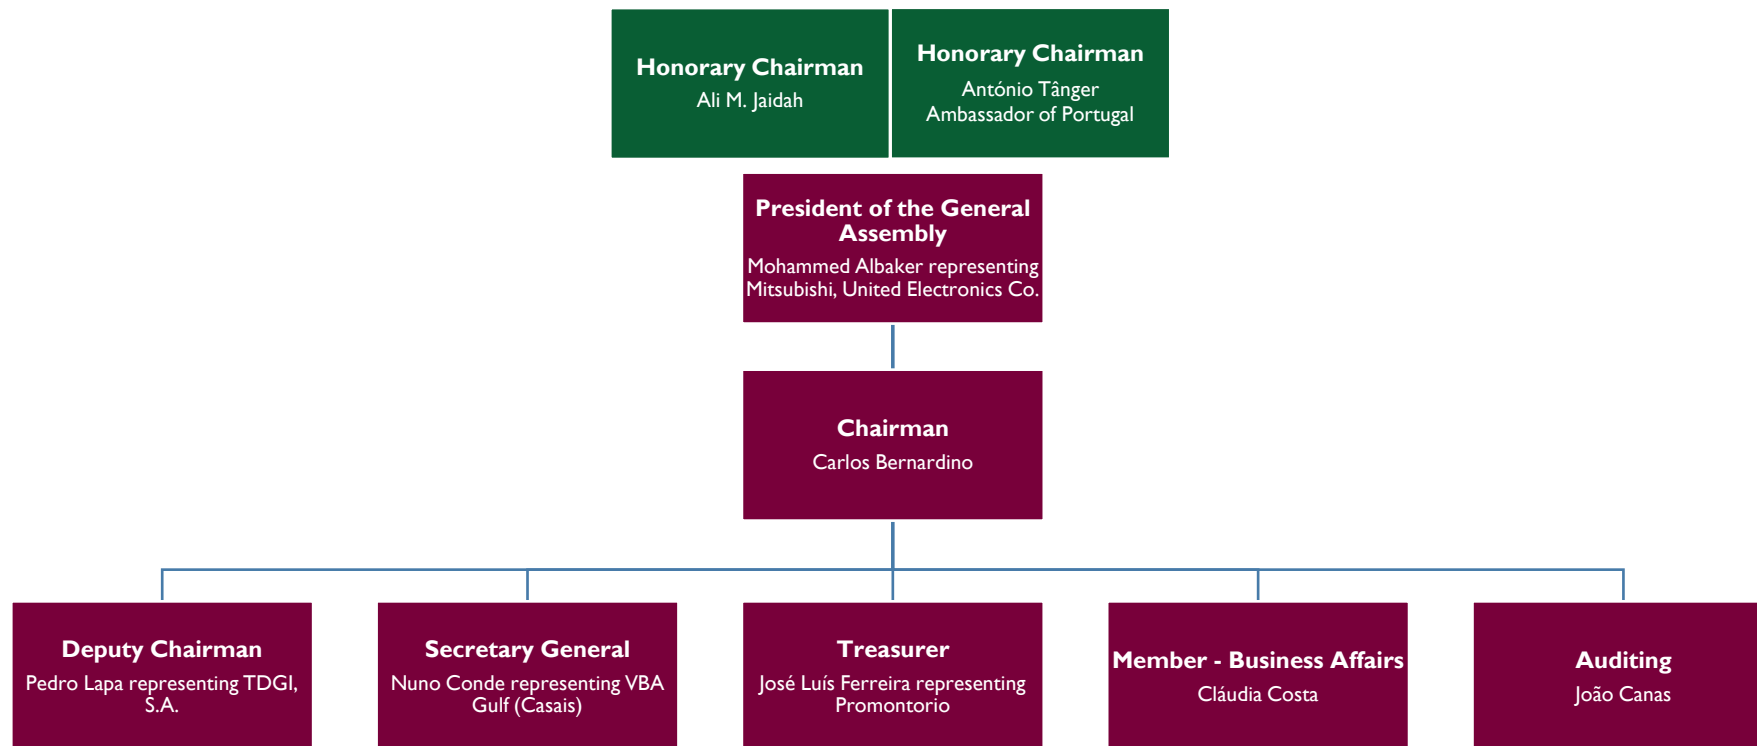 Honorary Chairman
Ali M. Jaidah
Honorary Chairman
António Tânger
Ambassador of Portugal
President of the General
Assembly
Mohammed Albaker representing
Mitsubishi, United Electronics Co.
Chairman
Carlos Bernardino
Deputy Chairman
Pedro Lapa representing TDGI,
S.A.
Secretary General
Nuno Conde representing VBA
Gulf (Casais)
Treasurer
José Luís Ferreira representing
Promontorio
Member - Business Affairs
Cláudia Costa
Auditing
João Canas